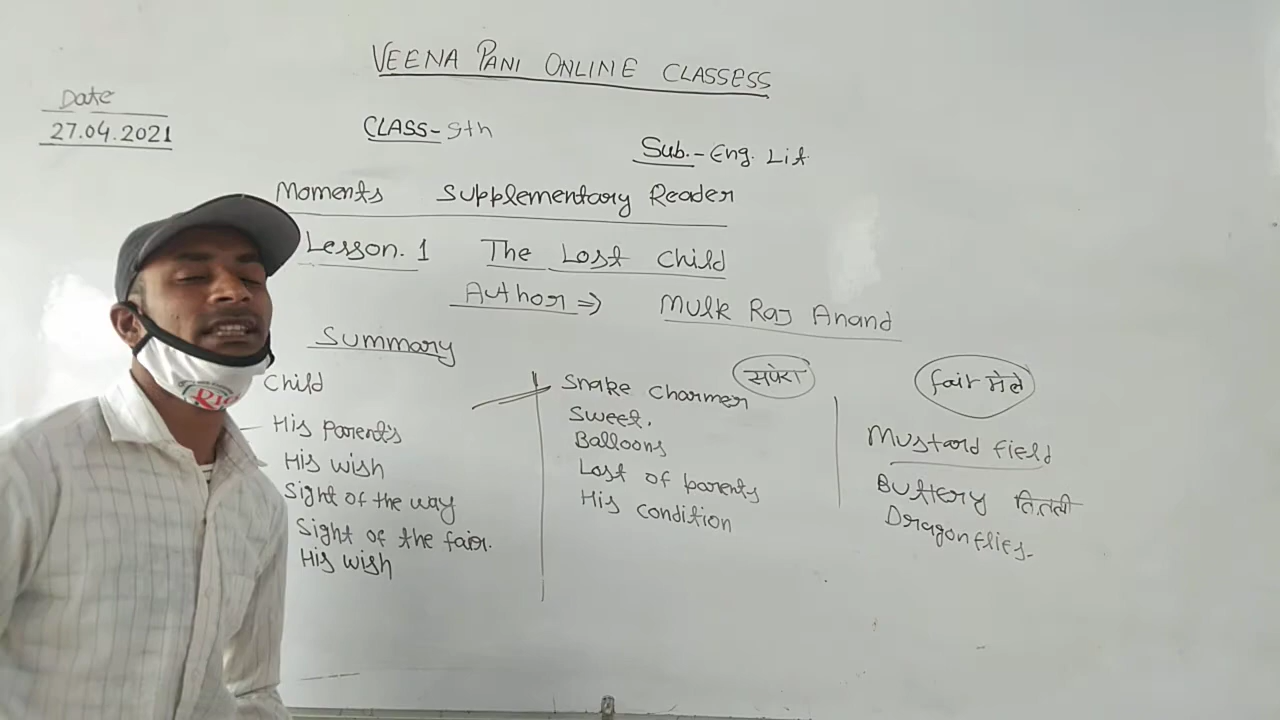 VEENA PANI ONLINE CLASSESS
Date
27.04.2021
CLASS- 9th
Sub.- Eng. Lit
Moments Supplementary Reader
Lesson. 1 The Lost Child
Author ⇒ Mulk Raj Anand
Summary
Child
His Parent's
His wish
Sight of the way
Sight of the fair.
His wish
Snake Charmer सपेरा
Sweet.
Balloons
Lost of parents
His condition
fair मेले
Mustard field
Buttery तितली
Dragonflies.